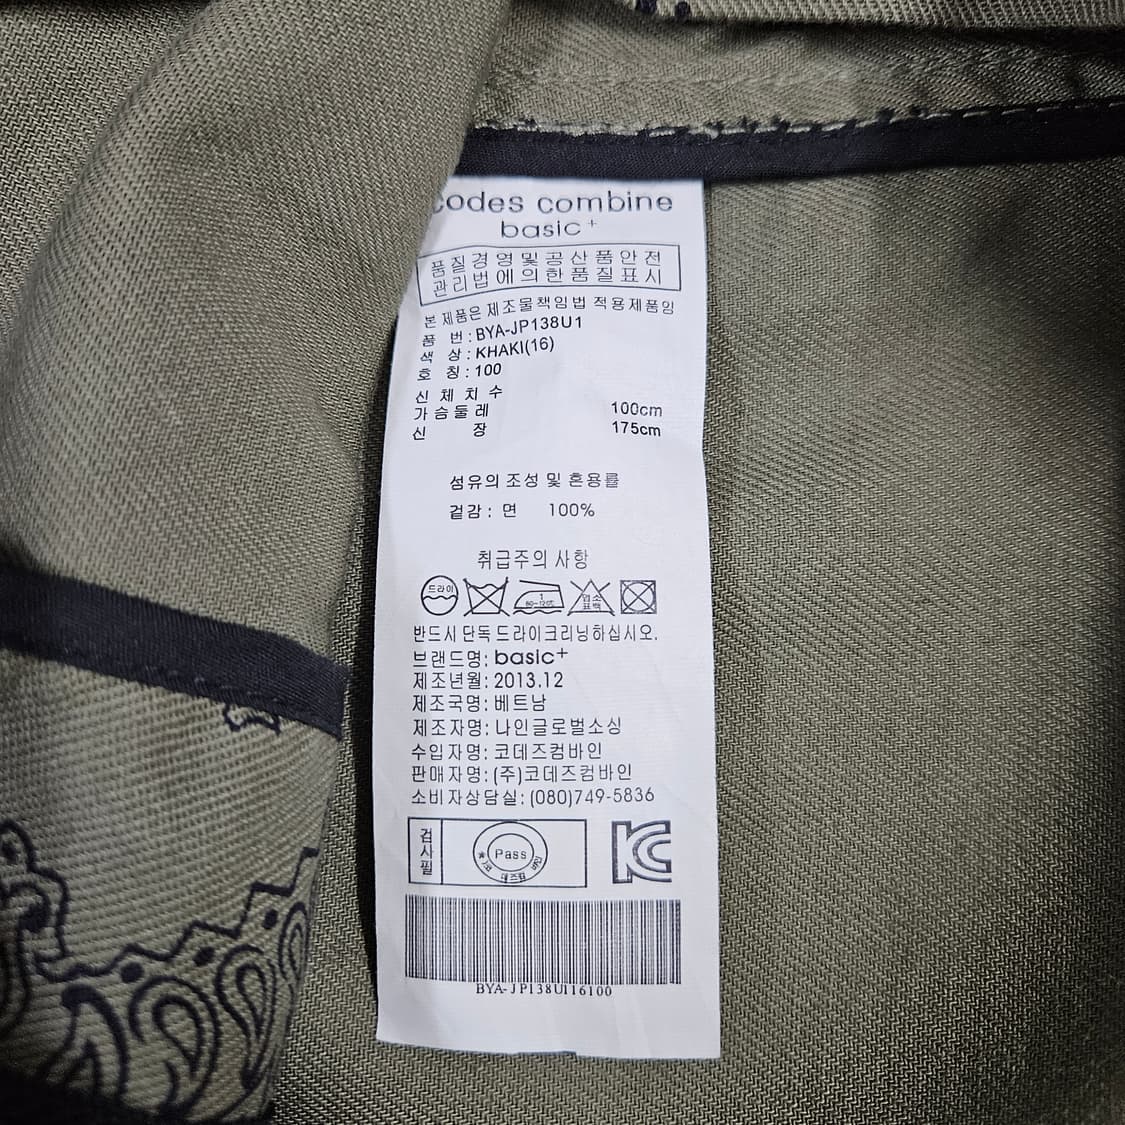 codes combine
basic+
품질경영및공산품안전
관리법에의한품질표시
본 제품은 제조물책임법 적용제품임
품 번 : BYA-JP138U1
색 상 : KHAKI(16)
호 칭 : 100
신 체 치 수
가슴둘레 100cm
신 장 175cm
섬유의 조성 및 혼용률
겉감 : 면 100%
취급주의 사항
드라이
1
80-120℃
염소
표백
반드시 단독 드라이크리닝하십시오.
브랜드명: basic+
제조년월: 2013.12
제조국명: 베트남
제조자명: 나인글로벌소싱
수입자명: 코데즈컴바인
판매자명: (주)코데즈컴바인
소비자상담실: (080)749-5836
검사필
Pass
KC
BYA-JP138U116100